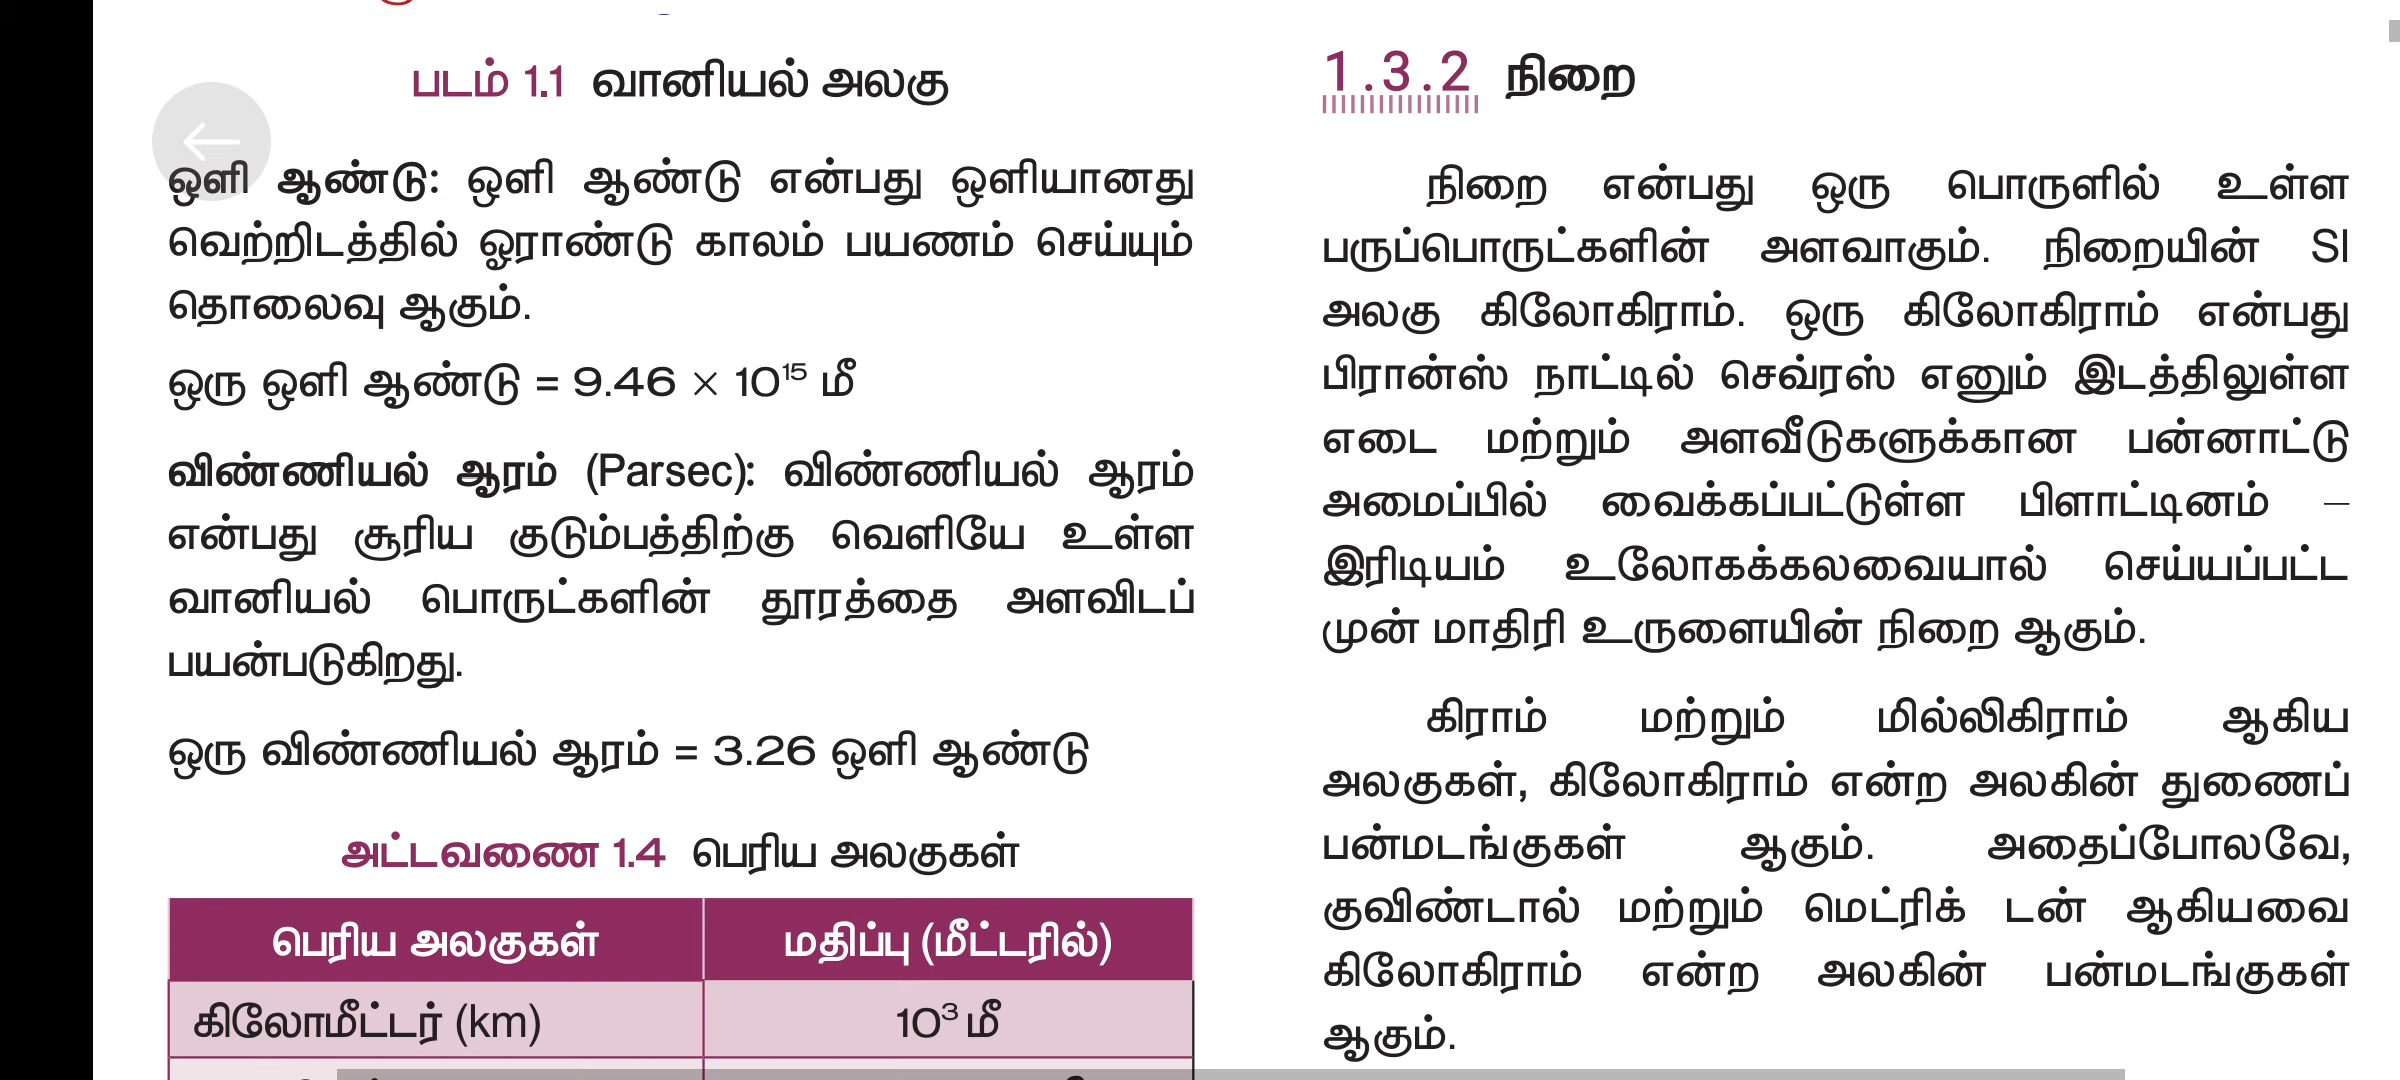 படம் 1.1 வானியல் அலகு
ஒளி ஆண்டு: ஒளி ஆண்டு என்பது ஒளியானது
வெற்றிடத்தில் ஓராண்டு காலம் பயணம் செய்யும்
தொலைவு ஆகும்.
ஒரு ஒளி ஆண்டு = 9.46 × 10¹⁵ மீ
விண்ணியல் ஆரம் (Parsec): விண்ணியல் ஆரம்
என்பது சூரிய குடும்பத்திற்கு வெளியே உள்ள
வானியல் பொருட்களின் தூரத்தை அளவிடப்
பயன்படுகிறது.
ஒரு விண்ணியல் ஆரம் = 3.26 ஒளி ஆண்டு
அட்டவணை 1.4 பெரிய அலகுகள்
பெரிய அலகுகள் மதிப்பு (மீட்டரில்)
கிலோமீட்டர் (km) 10³ மீ
1.3.2 நிறை
நிறை என்பது ஒரு பொருளில் உள்ள
பருப்பொருட்களின் அளவாகும். நிறையின் SI
அலகு கிலோகிராம். ஒரு கிலோகிராம் என்பது
பிரான்ஸ் நாட்டில் செவ்ரஸ் எனும் இடத்திலுள்ள
எடை மற்றும் அளவீடுகளுக்கான பன்னாட்டு
அமைப்பில் வைக்கப்பட்டுள்ள பிளாட்டினம் –
இரிடியம் உலோகக்கலவையால் செய்யப்பட்ட
முன் மாதிரி உருளையின் நிறை ஆகும்.
கிராம் மற்றும் மில்லிகிராம் ஆகிய
அலகுகள், கிலோகிராம் என்ற அலகின் துணைப்
பன்மடங்குகள் ஆகும். அதைப்போலவே,
குவிண்டால் மற்றும் மெட்ரிக் டன் ஆகியவை
கிலோகிராம் என்ற அலகின் பன்மடங்குகள்
ஆகும்.